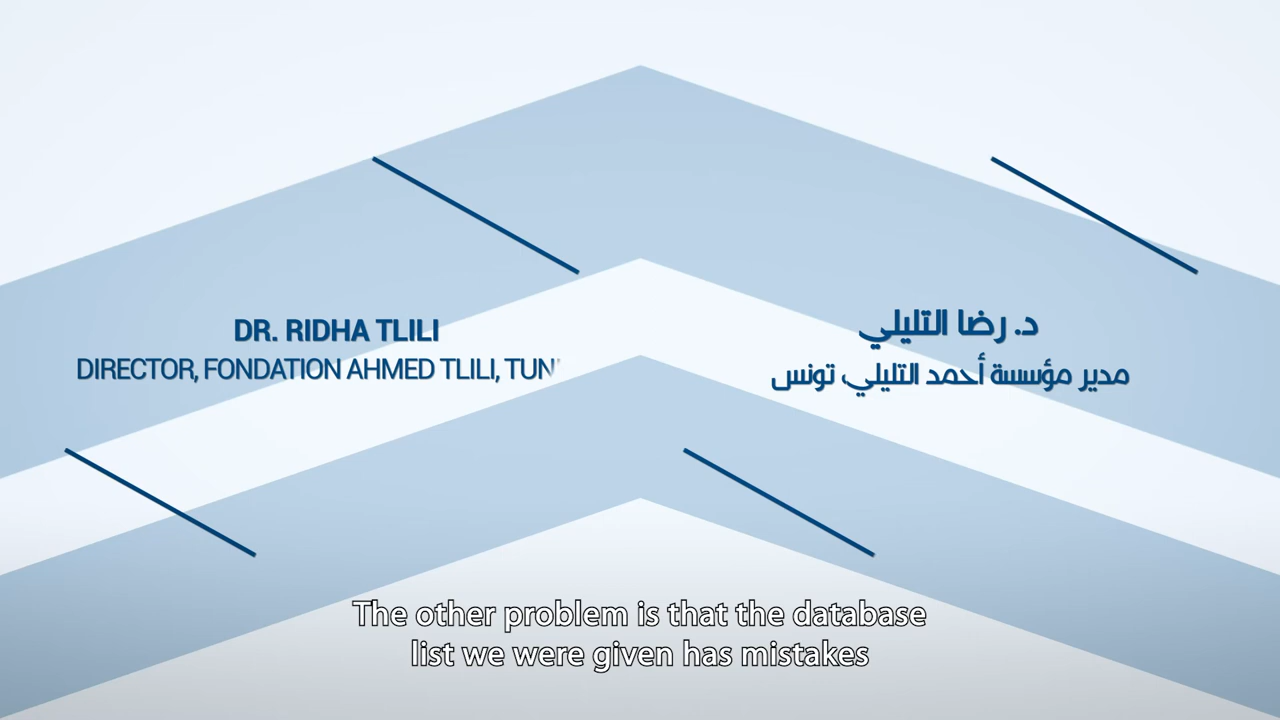 DR. RIDHA TLILI
DIRECTOR, FONDATION AHMED TLILI,
د. رضا التليلي
مدير مؤسسة أحمد التليلي، تونس
The other problem is that the database
list we were given has mistakes